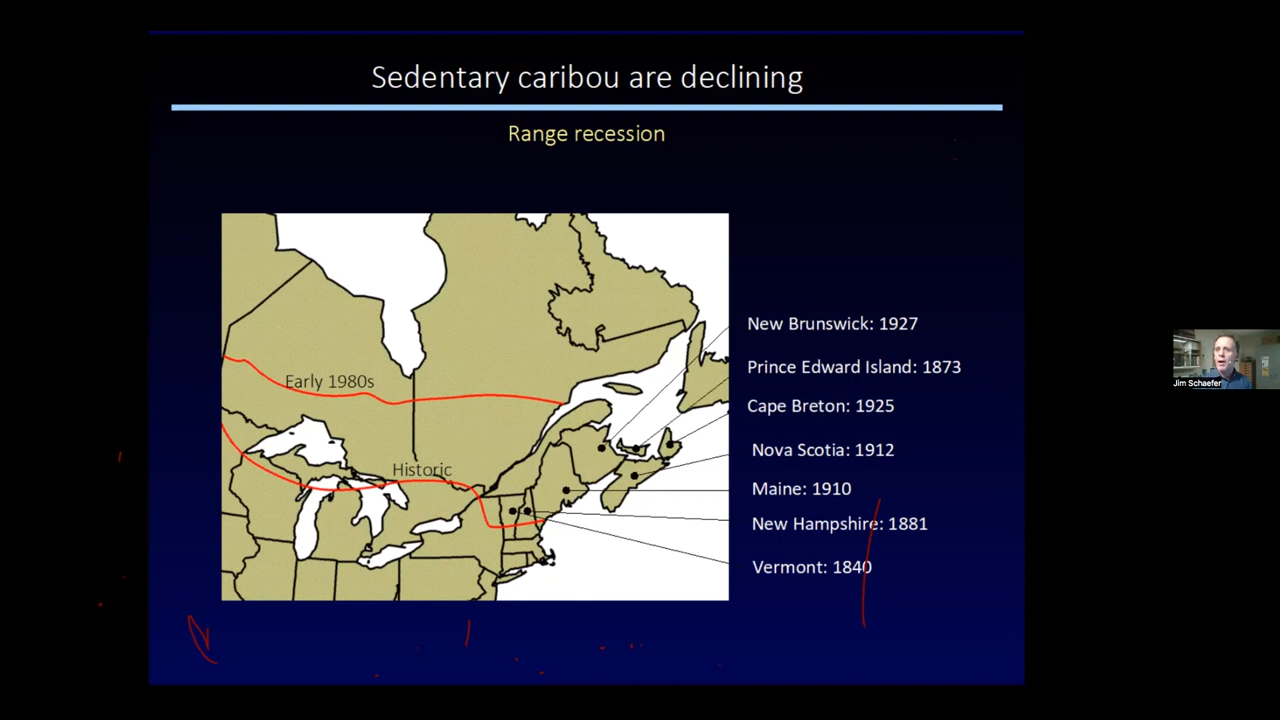 Sedentary caribou are declining
Range recession
Early 1980s
Historic
New Brunswick: 1927
Prince Edward Island: 1873
Cape Breton: 1925
Nova Scotia: 1912
Maine: 1910
New Hampshire: 1881
Vermont: 1840
Jim Schaefer